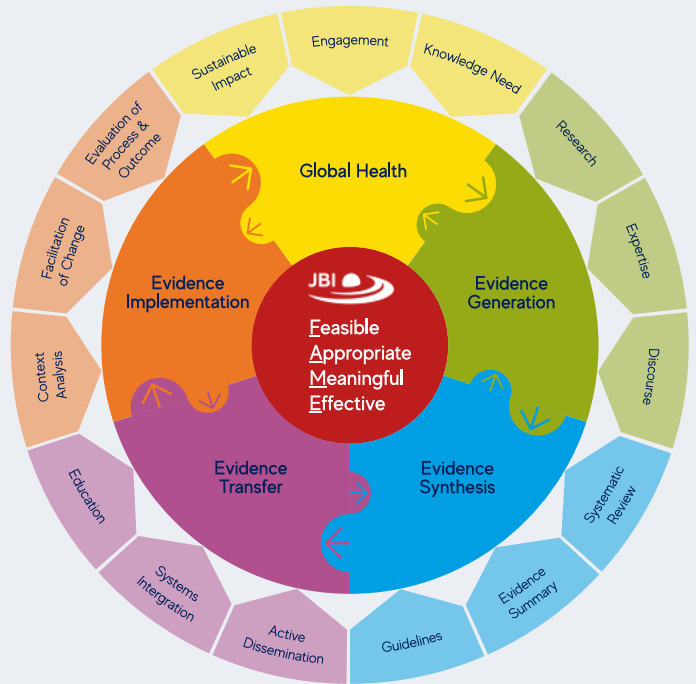 Engagement
Knowledge Need
Research
Expertise
Discourse
Systematic
Review
Evidence
Summary
Guidelines
Active
Dissemination
Systems
Intergration
Education
Context
Analysis
Facilitation
of Change
Evaluation of
Process &
Outcome
Sustainable
Impact
Global Health
Evidence
Generation
Evidence
Synthesis
Evidence
Transfer
Evidence
Implementation
JBI
Feasible
Appropriate
Meaningful
Effective